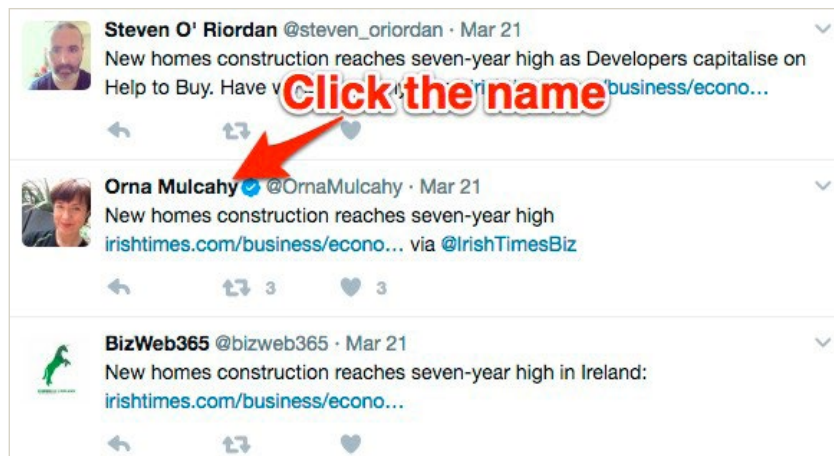 Steven O' Riordan @steven_oriordan · Mar 21
New homes construction reaches seven-year high as Developers capitalise on
Help to Buy. Have business/econo…
Click the name
Orna Mulcahy @OrnaMulcahy · Mar 21
New homes construction reaches seven-year high
irishtimes.com/business/econo… via @IrishTimesBiz
3 3
BizWeb365 @bizweb365 · Mar 21
New homes construction reaches seven-year high in Ireland:
irishtimes.com/business/econo…